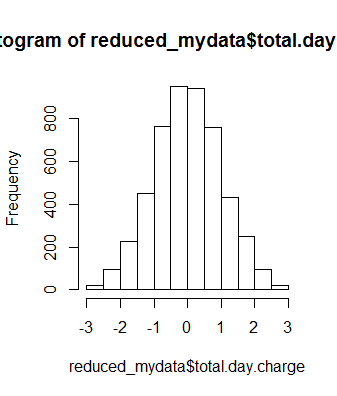 togram of reduced_mydata$total.day
800
600
400
200
0
Frequency
-3 -2 -1 0 1 2 3
reduced_mydata$total.day.charge